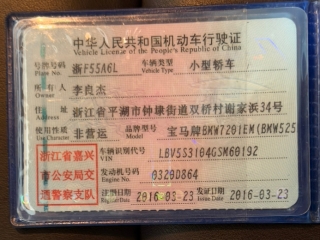 中华人民共和国机动车行驶证
Vehicle License of the People's Republic of China
号牌号码 浙F55A6L 车辆类型 小型轿车
Plate No. Vehicle Type
所有人 李良杰
Owner
住址 浙江省平湖市钟埭街道双桥村谢家浜34号
Address
使用性质 非营运 品牌型号 宝马牌BMW7201EM(BMW525
Use Character Model
浙江省嘉兴
市公安局交
通警察支队
车辆识别代号 LBV5S3104GSM60192
VIN
发动机号码 0329D864
Engine No.
注册日期 2016-03-23 发证日期 2016-03-23
Register Date Issue Date